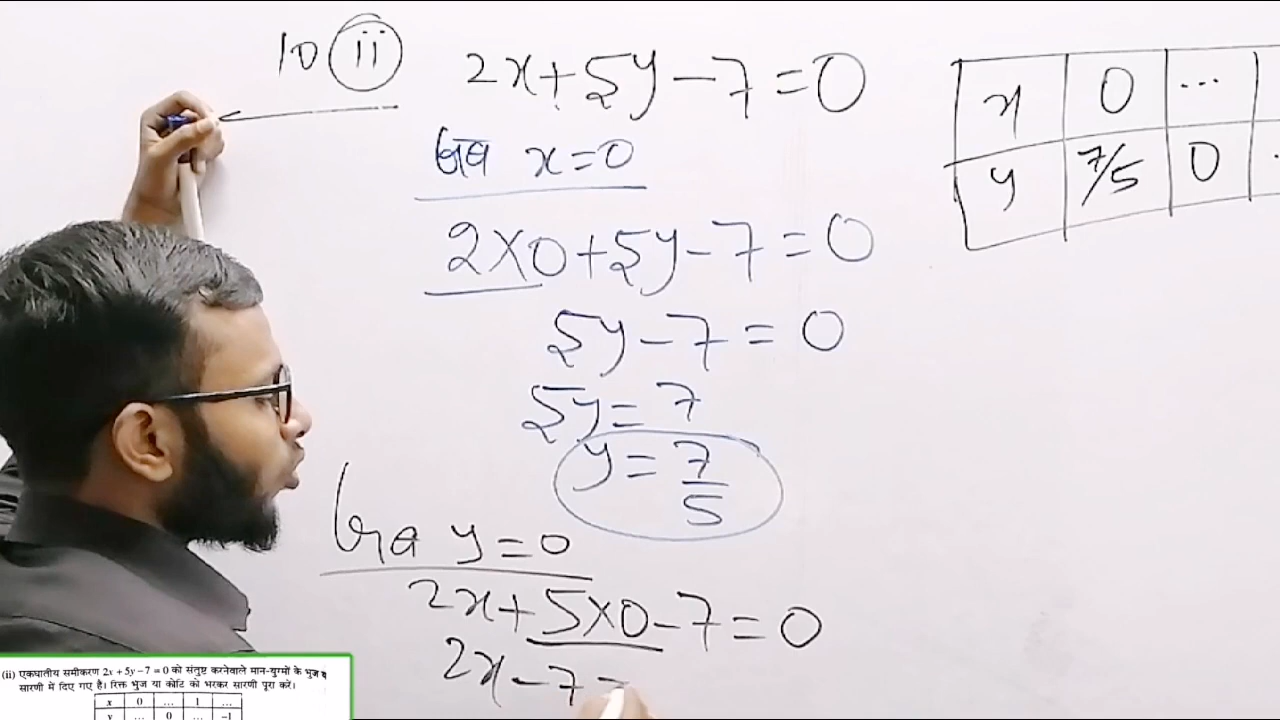 10 (ii) 2x+5y-7=0
जब x=0
2×0+5y-7=0
5y-7=0
5y=7
y=7/5
जब y=0
2x+5×0-7=0
2x-7=
x 0 ...
y 7/5 0
(ii) एकघातीय समीकरण 2x+5y-7=0 को संतुष्ट करनेवाले मान-युग्मों के भुज व
सारणी में दिए गए है। रिक्त भुज या कोटि को भरकर सारणी पूरा करें।
x 0 ... 1 ...
y ... 0 ... -1